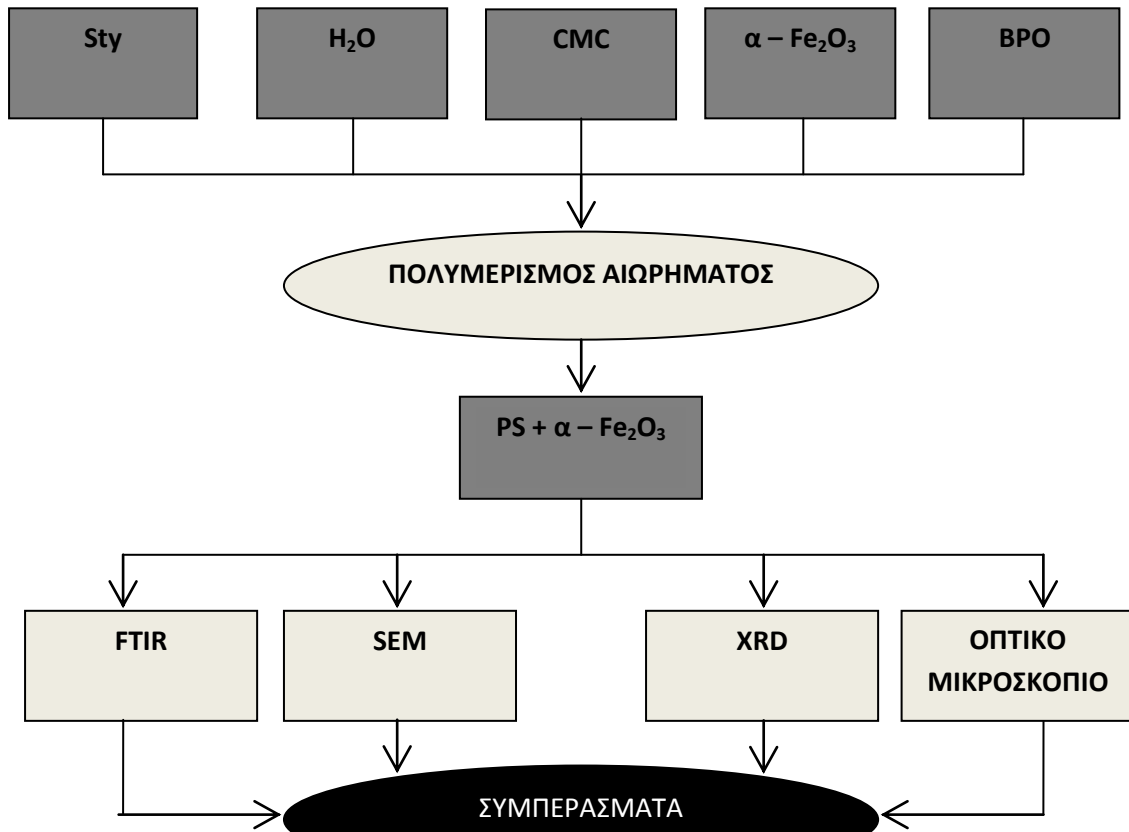 Sty
H₂O
CMC
α – Fe₂O₃
BPO
ΠΟΛΥΜΕΡΙΣΜΟΣ ΑΙΩΡΗΜΑΤΟΣ
PS + α – Fe₂O₃
FTIR
SEM
XRD
ΟΠΤΙΚΟ
ΜΙΚΡΟΣΚΟΠΙΟ
ΣΥΜΠΕΡΑΣΜΑΤΑ